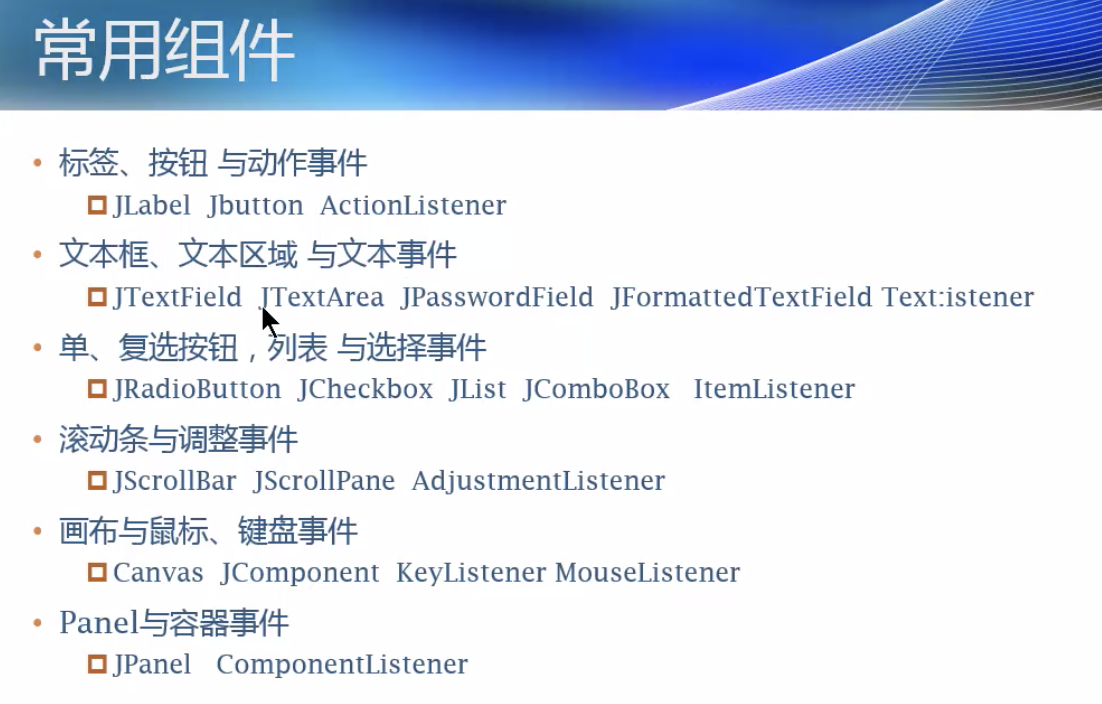 常用组件
标签、按钮 与动作事件
JLabel Jbutton ActionListener
文本框、文本区域 与文本事件
JTextField JTextArea JPasswordField JFormattedTextField Text:istener
单、复选按钮，列表 与选择事件
JRadioButton JCheckbox JList JComboBox ItemListener
滚动条与调整事件
JScrollBar JScrollPane AdjustmentListener
画布与鼠标、键盘事件
Canvas JComponent KeyListener MouseListener
Panel与容器事件
JPanel ComponentListener